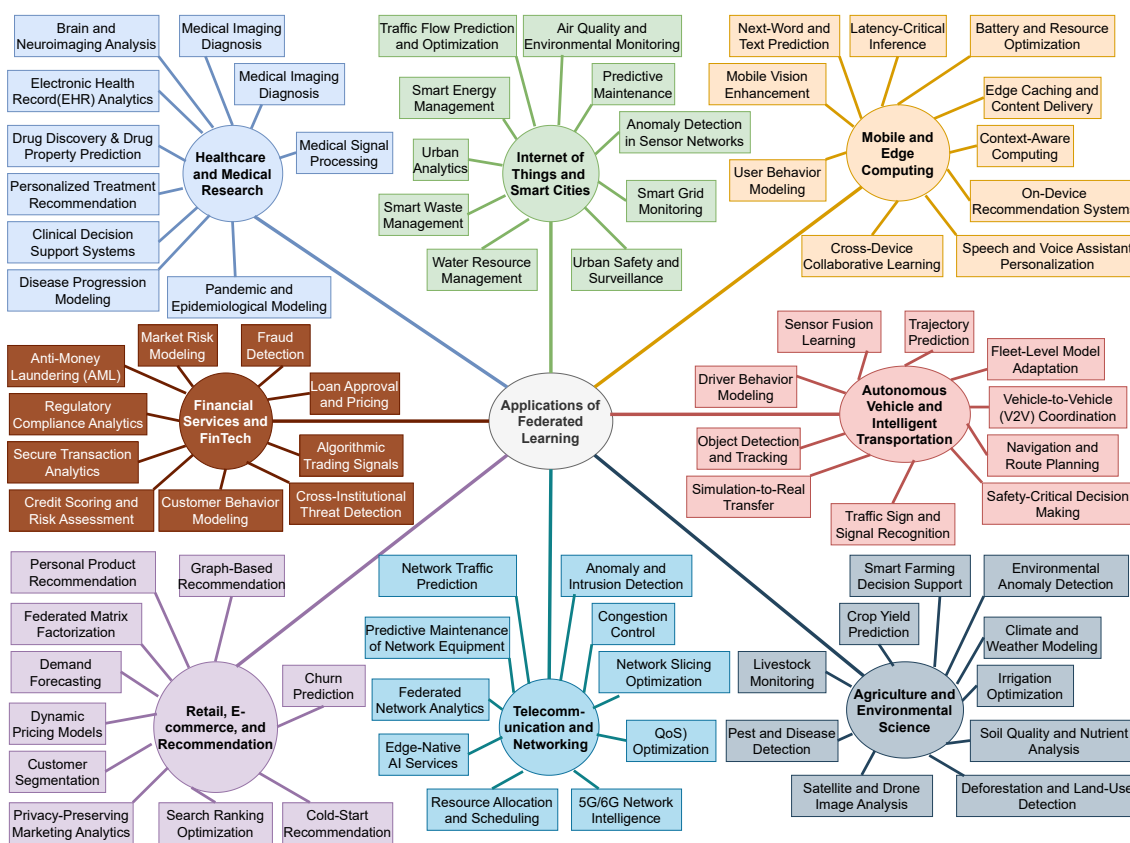 Brain and
Neuroimaging Analysis
Medical Imaging
Diagnosis
Electronic Health
Record(EHR) Analytics
Medical Imaging
Diagnosis
Drug Discovery & Drug
Property Prediction
Healthcare
and Medical
Research
Medical Signal
Processing
Personalized Treatment
Recommendation
Clinical Decision
Support Systems
Disease Progression
Modeling
Pandemic and
Epidemiological Modeling
Traffic Flow Prediction
and Optimization
Air Quality and
Environmental Monitoring
Smart Energy
Management
Predictive
Maintenance
Anomaly Detection
in Sensor Networks
Urban
Analytics
Internet of
Things and
Smart Cities
Smart Waste
Management
Smart Grid
Monitoring
Water Resource
Management
Urban Safety and
Surveillance
Next-Word and
Text Prediction
Latency-Critical
Inference
Battery and Resource
Optimization
Mobile Vision
Enhancement
Edge Caching and
Content Delivery
Mobile and
Edge
Computing
Context-Aware
Computing
User Behavior
Modeling
On-Device
Recommendation Systems
Cross-Device
Collaborative Learning
Speech and Voice Assistant
Personalization
Market Risk
Modeling
Fraud
Detection
Anti-Money
Laundering (AML)
Loan Approval
and Pricing
Regulatory
Compliance Analytics
Financial
Services and
FinTech
Secure Transaction
Analytics
Algorithmic
Trading Signals
Credit Scoring and
Risk Assessment
Customer Behavior
Modeling
Cross-Institutional
Threat Detection
Applications of
Federated
Learning
Sensor Fusion
Learning
Trajectory
Prediction
Fleet-Level Model
Adaptation
Driver Behavior
Modeling
Autonomous
Vehicle and
Intelligent
Transportation
Vehicle-to-Vehicle
(V2V) Coordination
Object Detection
and Tracking
Navigation and
Route Planning
Simulation-to-Real
Transfer
Safety-Critical Decision
Making
Traffic Sign and
Signal Recognition
Personal Product
Recommendation
Graph-Based
Recommendation
Federated Matrix
Factorization
Demand
Forecasting
Churn
Prediction
Dynamic
Pricing Models
Retail, E-
commerce, and
Recommendation
Customer
Segmentation
Privacy-Preserving
Marketing Analytics
Search Ranking
Optimization
Cold-Start
Recommendation
Network Traffic
Prediction
Anomaly and
Intrusion Detection
Predictive Maintenance
of Network Equipment
Congestion
Control
Federated
Network Analytics
Network Slicing
Optimization
Telecomm-
unication and
Networking
Edge-Native
AI Services
QoS)
Optimization
Resource Allocation
and Scheduling
5G/6G Network
Intelligence
Smart Farming
Decision Support
Environmental
Anomaly Detection
Crop Yield
Prediction
Climate and
Weather Modeling
Livestock
Monitoring
Irrigation
Optimization
Agriculture and
Environmental
Science
Pest and Disease
Detection
Soil Quality and Nutrient
Analysis
Satellite and Drone
Image Analysis
Deforestation and Land-Use
Detection